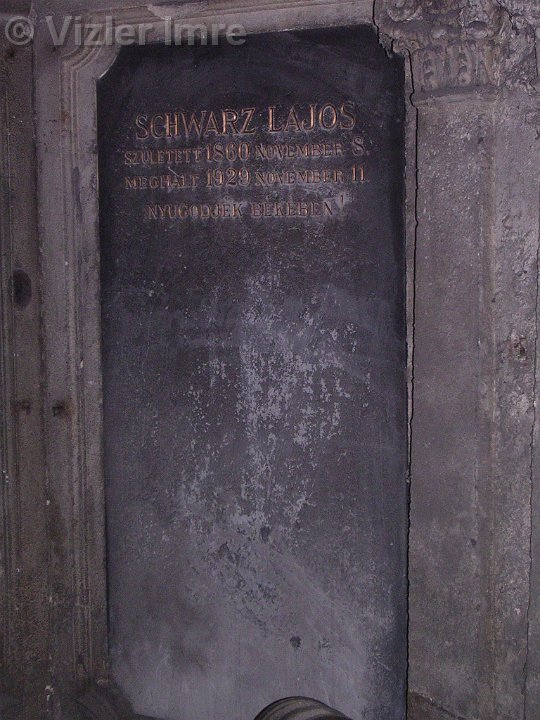 © Vizler Imre
SCHWARZ LAJOS
SZÜLETETT 1860 NOVEMBER 8.
MEGHALT 1929 NOVEMBER 11.
NYUGODJÉK BÉKÉBEN!